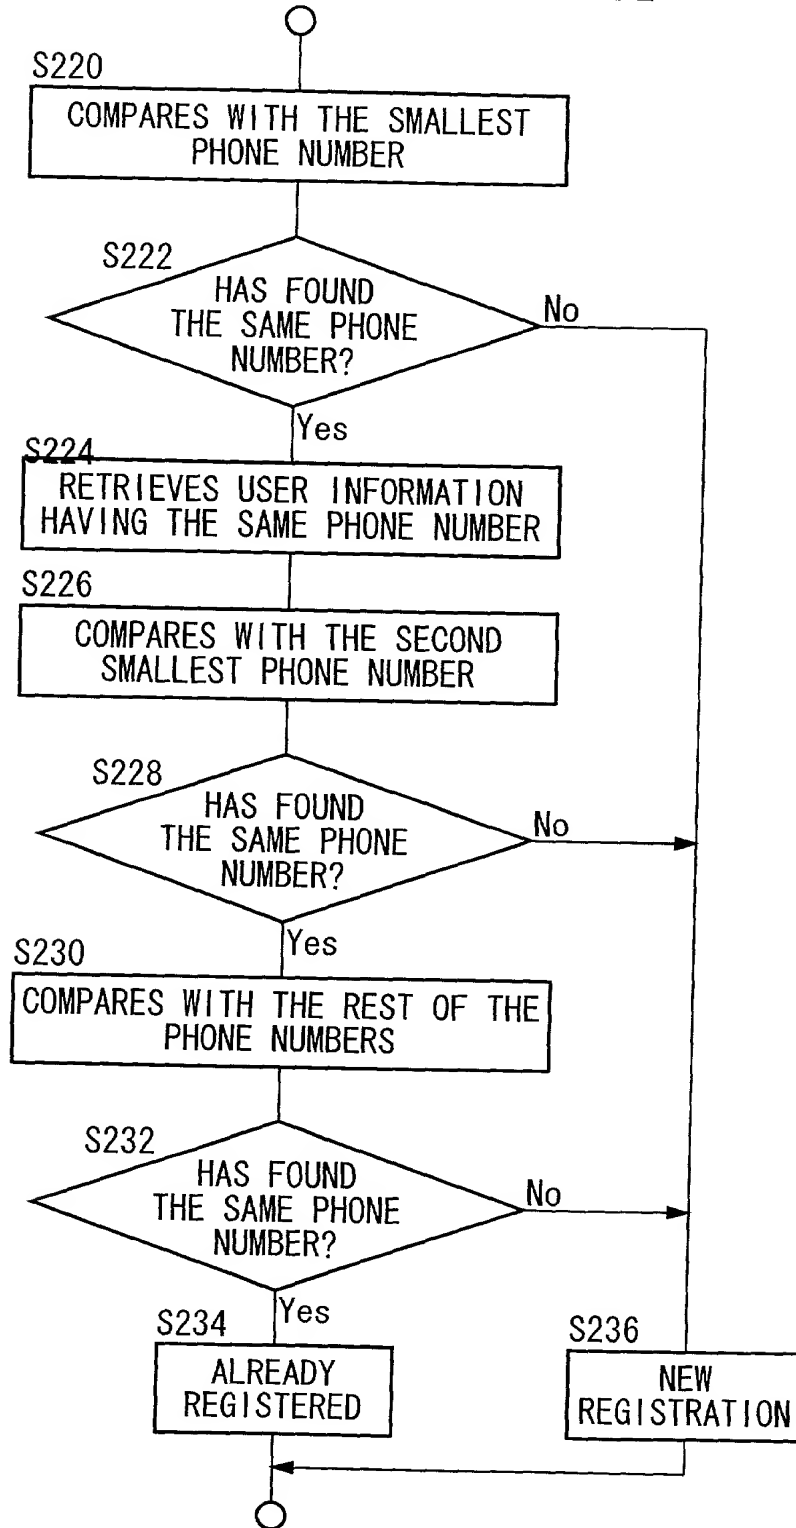 S220
COMPARES WITH THE SMALLEST
PHONE NUMBER
S222
HAS FOUND
THE SAME PHONE
NUMBER?
No
Yes
S224
RETRIEVES USER INFORMATION
HAVING THE SAME PHONE NUMBER
S226
COMPARES WITH THE SECOND
SMALLEST PHONE NUMBER
S228
HAS FOUND
THE SAME PHONE
NUMBER?
No
Yes
S230
COMPARES WITH THE REST OF THE
PHONE NUMBERS
S232
HAS FOUND
THE SAME PHONE
NUMBER?
No
Yes
S234
ALREADY
REGISTERED
S236
NEW
REGISTRATION